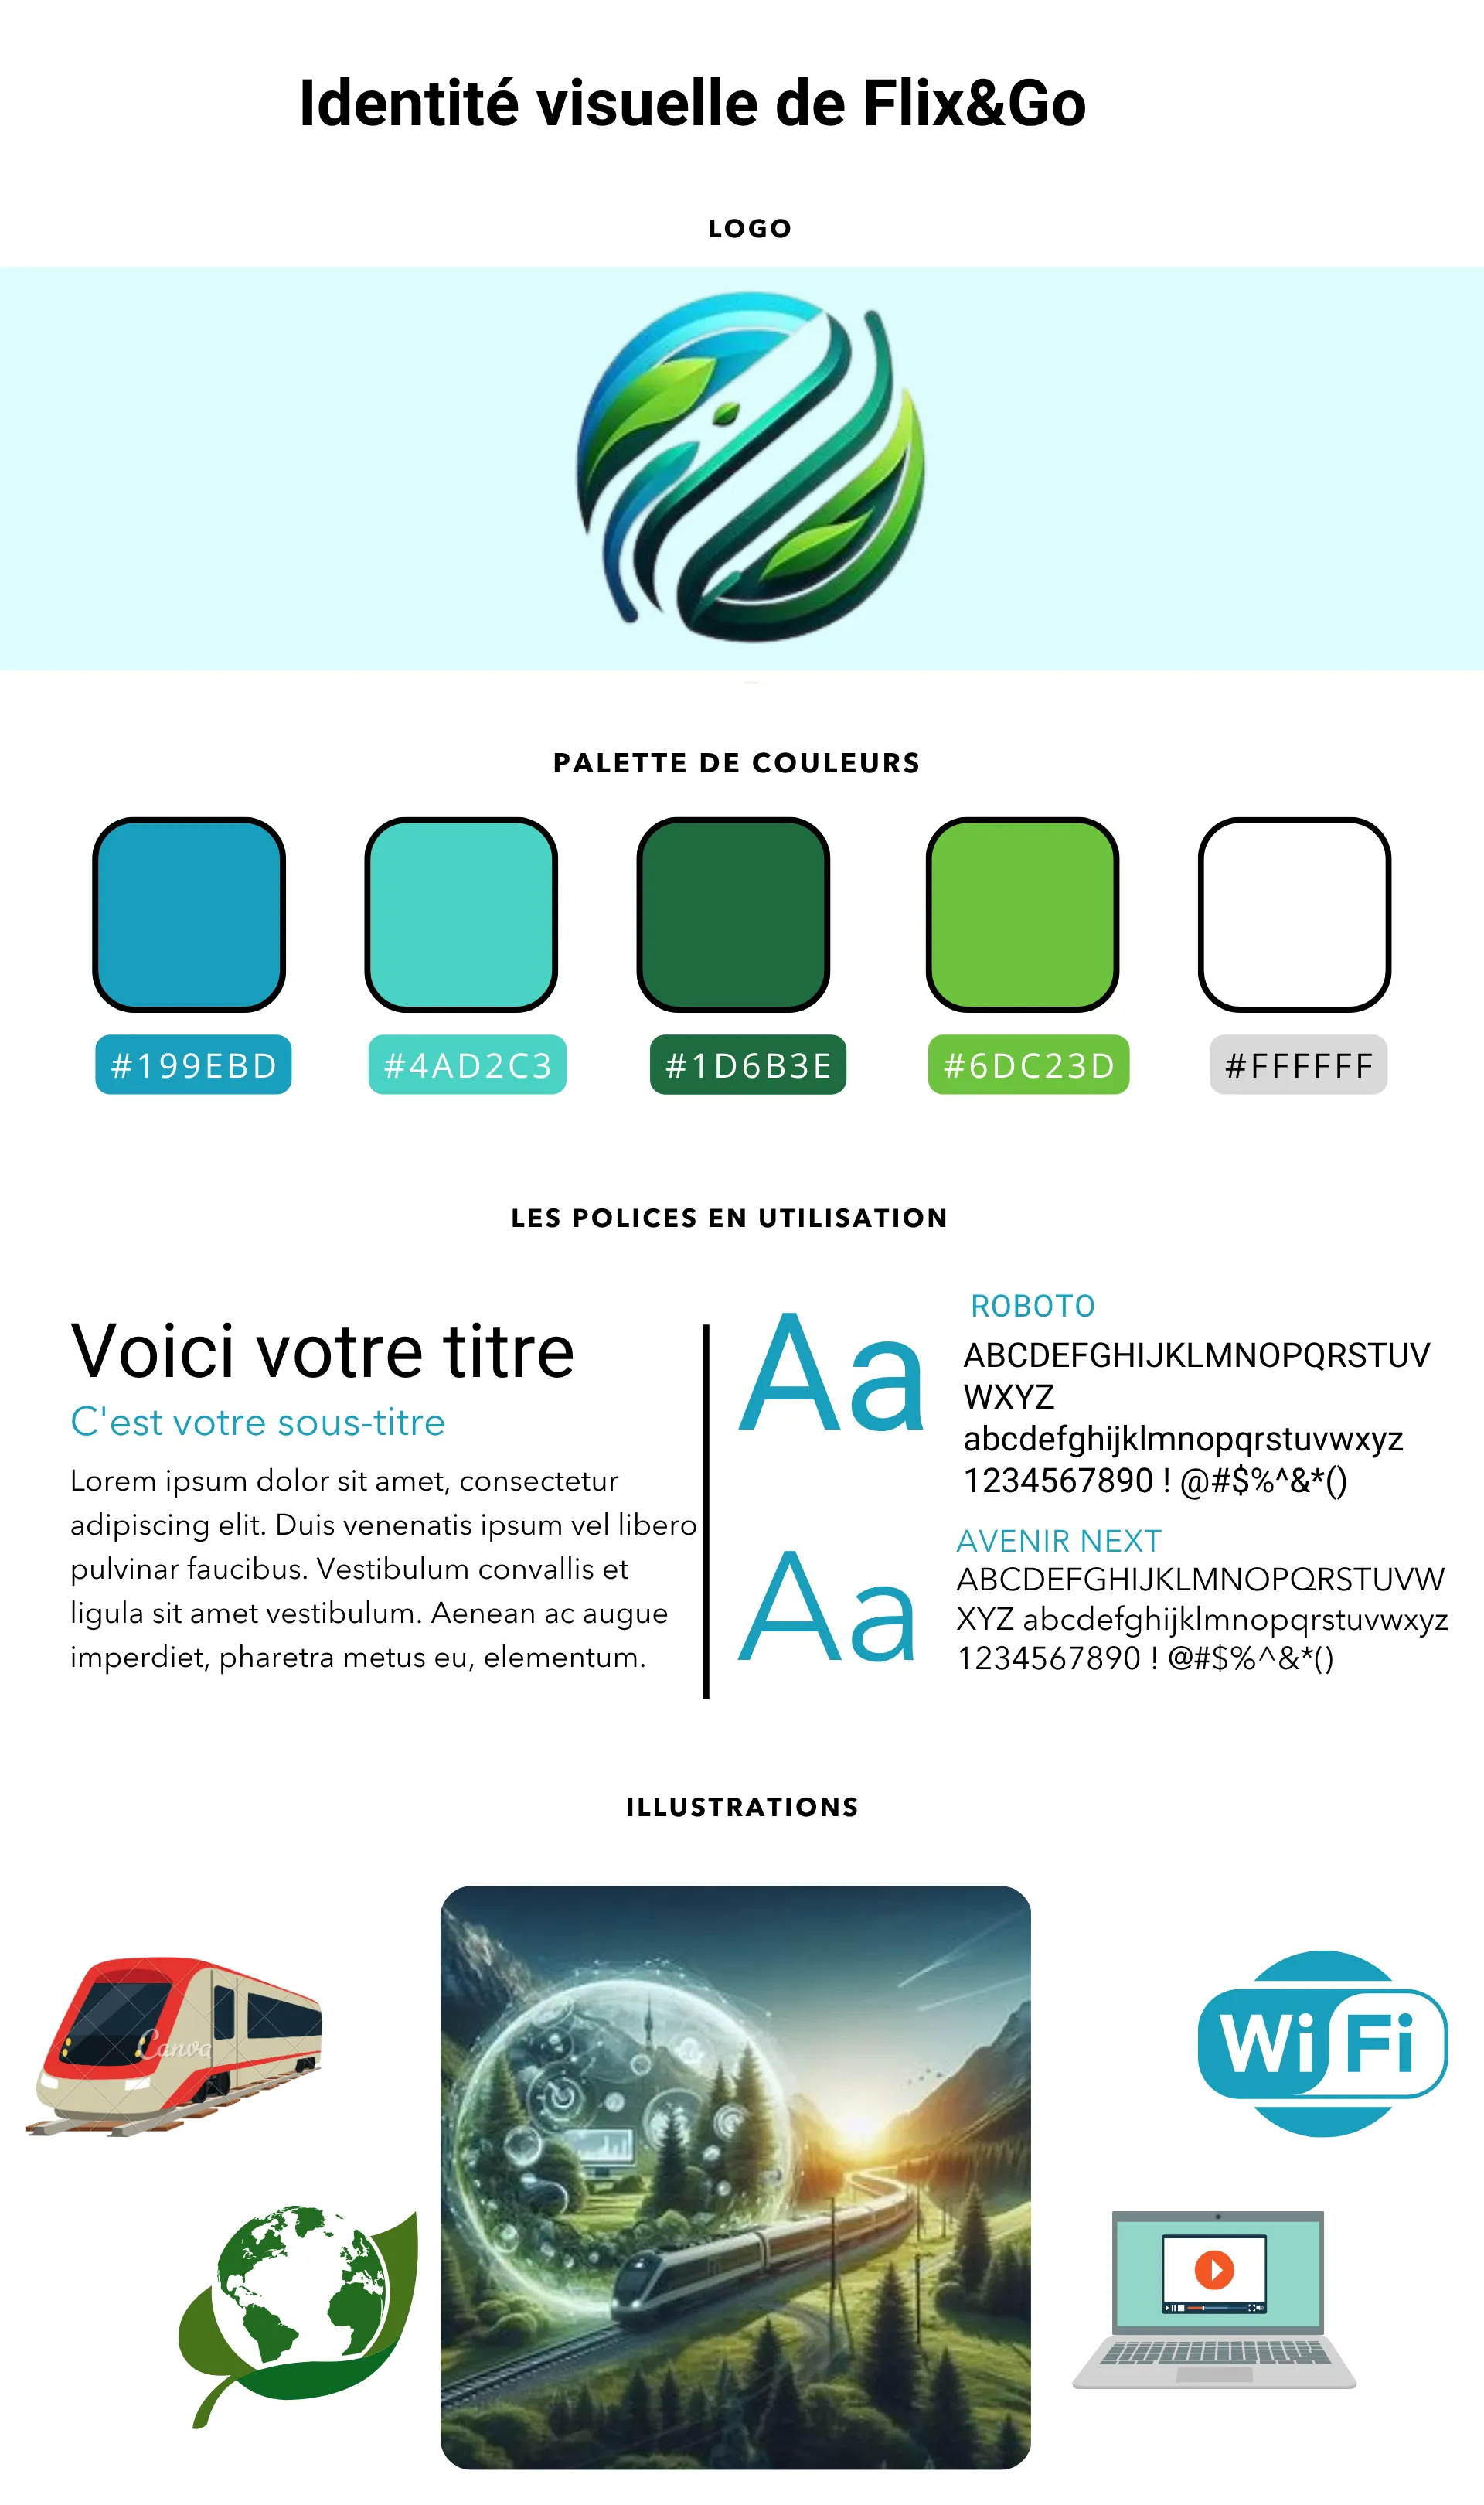 Identité visuelle de Flix&Go
LOGO
PALETTE DE COULEURS
#199EBD
#4AD2C3
#1D6B3E
#6DC23D
#FFFFFF
LES POLICES EN UTILISATION
Voici votre titre
C'est votre sous-titre
Lorem ipsum dolor sit amet, consectetur
adipiscing elit. Duis venenatis ipsum vel libero
pulvinar faucibus. Vestibulum convallis et
ligula sit amet vestibulum. Aenean ac augue
imperdiet, pharetra metus eu, elementum.
Aa
ROBOTO
ABCDEFGHIJKLMNOPQRSTUV
WXYZ
abcdefghijklmnopqrstuvwxyz
1234567890 ! @#$%^&*()
Aa
AVENIR NEXT
ABCDEFGHIJKLMNOPQRSTUVW
XYZ abcdefghijklmnopqrstuvwxyz
1234567890 ! @#$%^&*()
ILLUSTRATIONS
Canva
WiFi